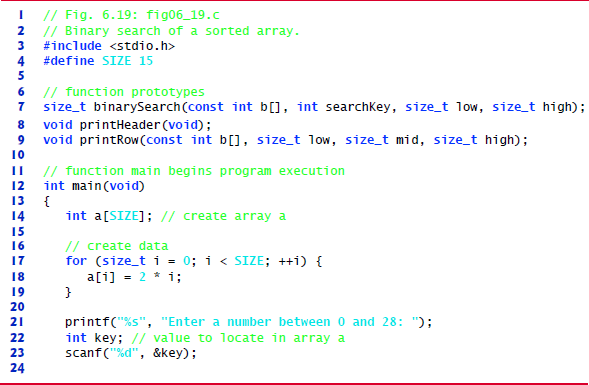 1 // Fig. 6.19: fig06_19.c
2 // Binary search of a sorted array.
3 #include <stdio.h>
4 #define SIZE 15
5
6 // function prototypes
7 size_t binarySearch(const int b[], int searchKey, size_t low, size_t high);
8 void printHeader(void);
9 void printRow(const int b[], size_t low, size_t mid, size_t high);
10
11 // function main begins program execution
12 int main(void)
13 {
14 int a[SIZE]; // create array a
15
16 // create data
17 for (size_t i = 0; i < SIZE; ++i) {
18 a[i] = 2 * i;
19 }
20
21 printf("%s", "Enter a number between 0 and 28: ");
22 int key; // value to locate in array a
23 scanf("%d", &key);
24